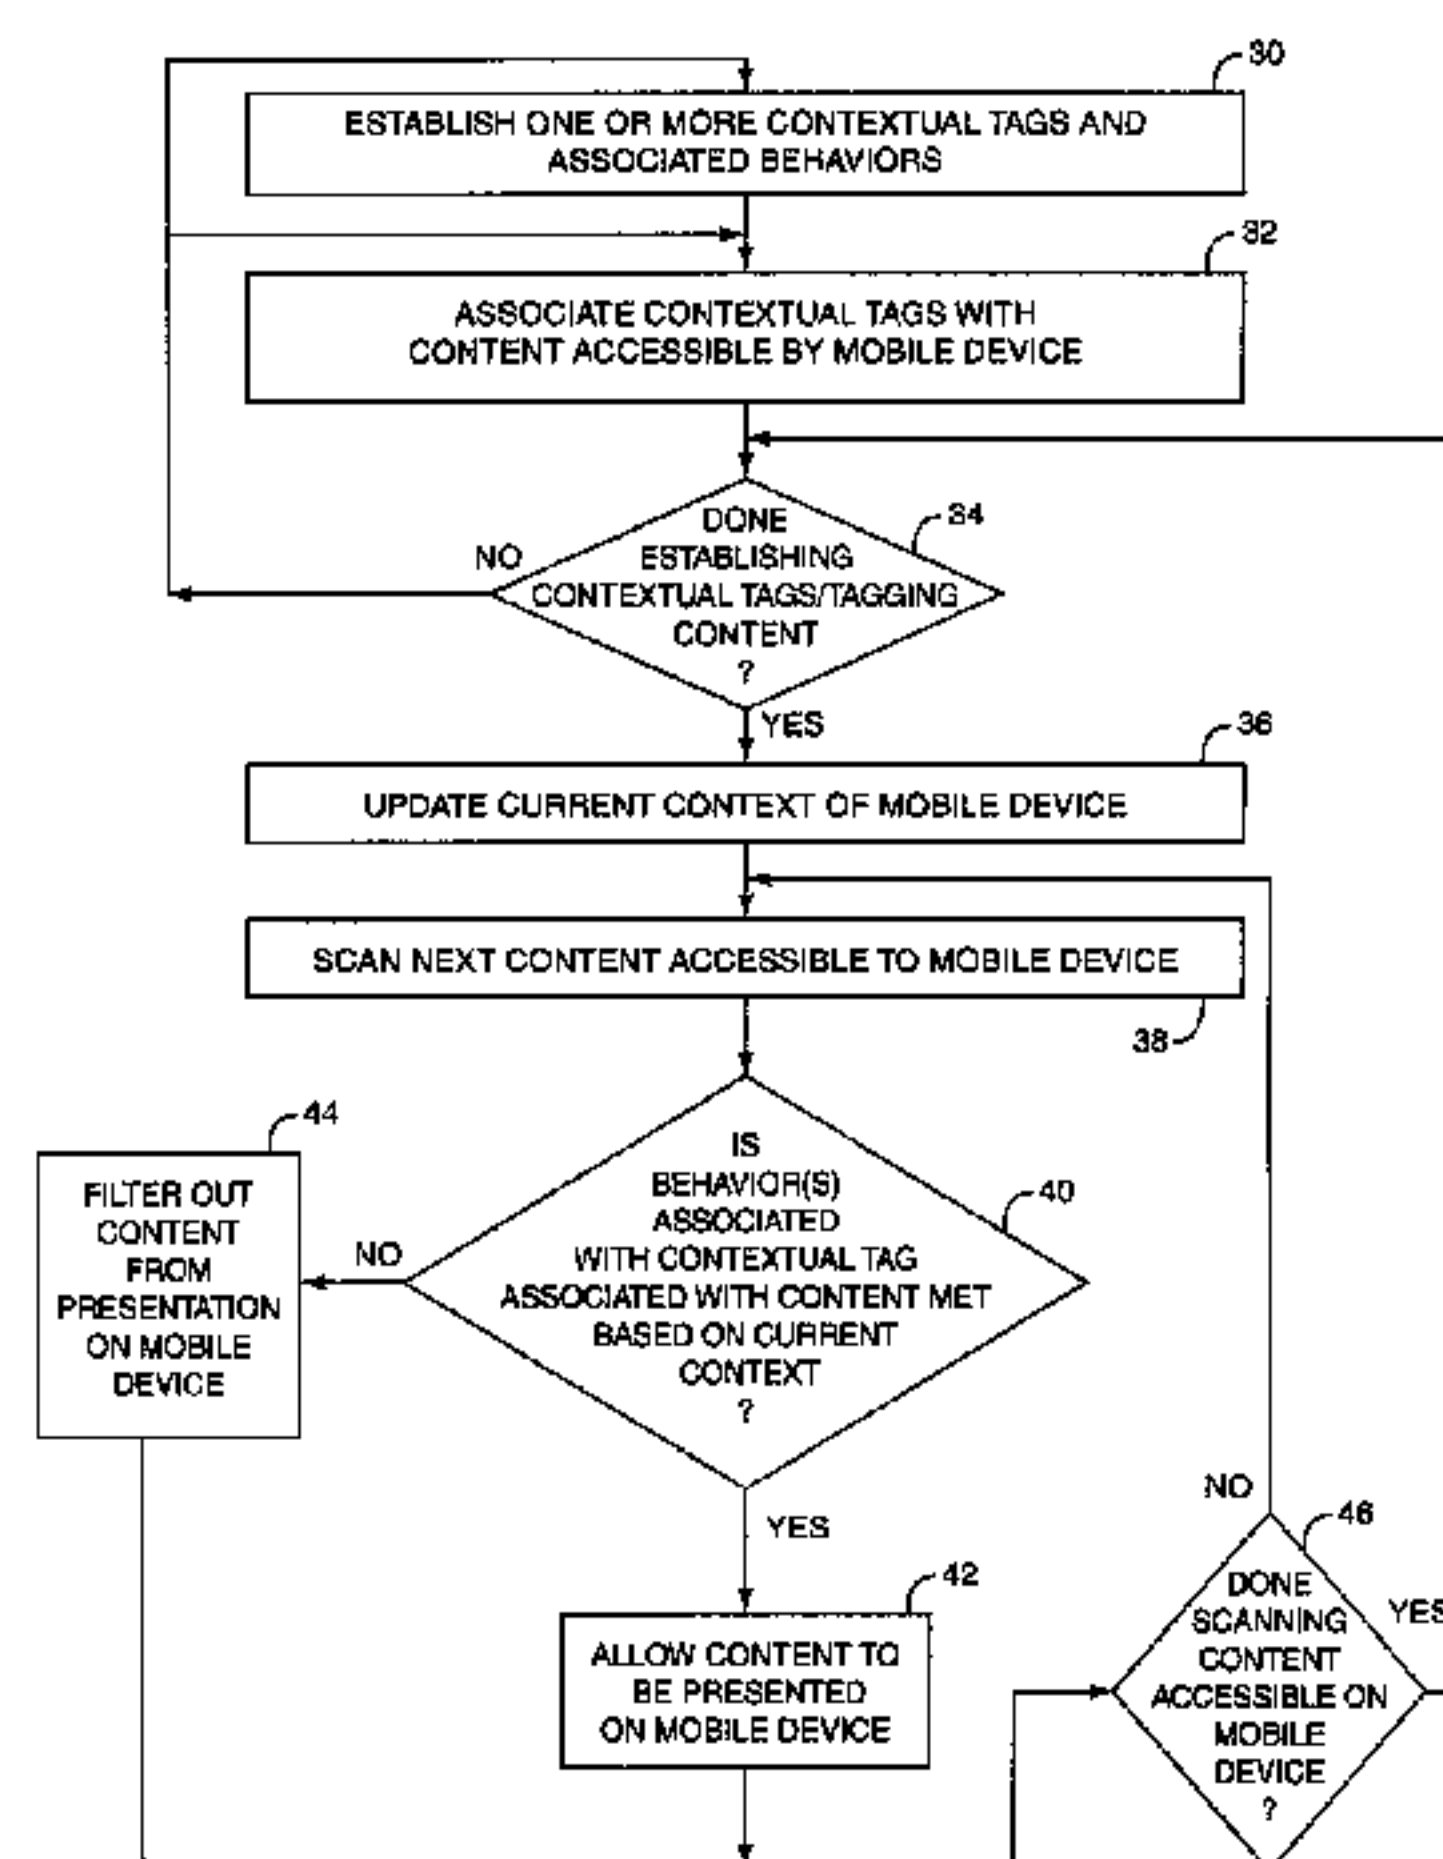 30
ESTABLISH ONE OR MORE CONTEXTUAL TAGS AND
ASSOCIATED BEHAVIORS
32
ASSOCIATE CONTEXTUAL TAGS WITH
CONTENT ACCESSIBLE BY MOBILE DEVICE
34
NO
DONE
ESTABLISHING
CONTEXTUAL TAGS/TAGGING
CONTENT
?
YES
36
UPDATE CURRENT CONTEXT OF MOBILE DEVICE
SCAN NEXT CONTENT ACCESSIBLE TO MOBILE DEVICE
38
44
FILTER OUT
CONTENT
FROM
PRESENTATION
ON MOBILE
DEVICE
NO
40
IS
BEHAVIOR(S)
ASSOCIATED
WITH CONTEXTUAL TAG
ASSOCIATED WITH CONTENT MET
BASED ON CURRENT
CONTEXT
?
YES
42
ALLOW CONTENT TO
BE PRESENTED
ON MOBILE DEVICE
NO
46
DONE
SCANNING
CONTENT
ACCESSIBLE ON
MOBILE
DEVICE
?
YES